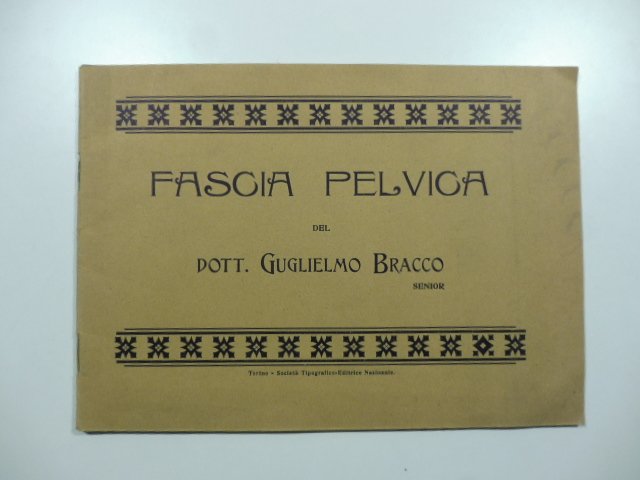 FASCIA PELVICA
DEL
DOTT. GUGLIELMO BRACCO
SENIOR
Torino - Società Tipografico-Editrice Nazionale.